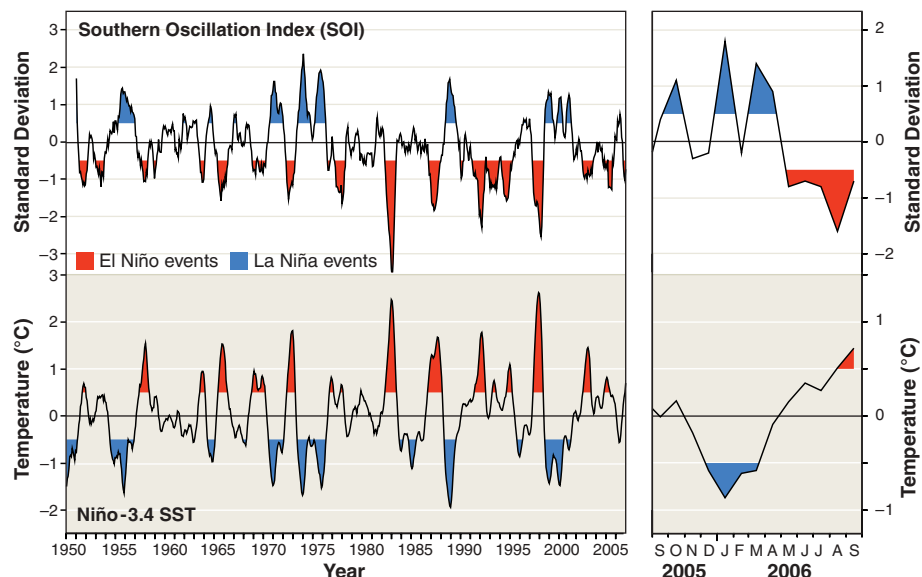 Southern Oscillation Index (SOI)
Standard Deviation
3
2
1
0
−1
−2
−3
El Niño events
La Niña events
Standard Deviation
2
1
0
−1
−2
Temperature (°C)
3
2
1
0
−1
−2
Niño-3.4 SST
1950 1955 1960 1965 1970 1975 1980 1985 1990 1995 2000 2005
Year
Temperature (°C)
1
0
−1
S O N D J F M A M J J A S
2005 2006